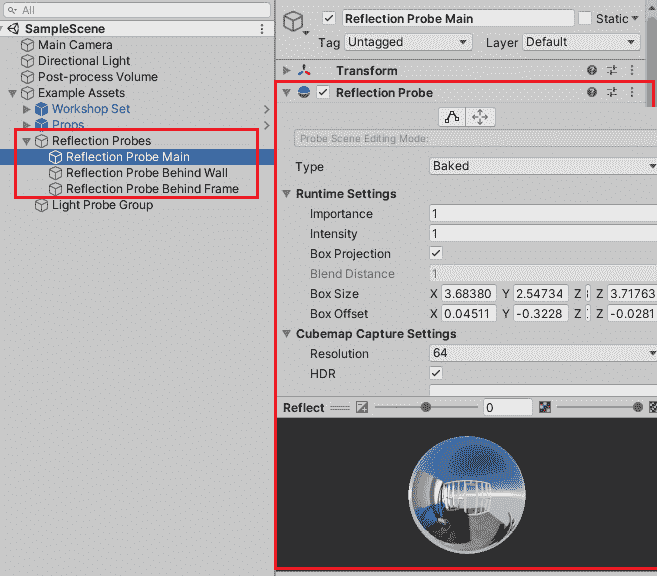 All
SampleScene
Main Camera
Directional Light
Post-process Volume
Example Assets
Workshop Set
Props
Reflection Probes
Reflection Probe Main
Reflection Probe Behind Wall
Reflection Probe Behind Frame
Light Probe Group
Reflection Probe Main
Static
Tag Untagged Layer Default
Transform
Reflection Probe
Probe Scene Editing Mode:
Type Baked
Runtime Settings
Importance 1
Intensity 1
Box Projection
Blend Distance 1
Box Size X 3.68380 Y 2.54734 Z Z 3.71763
Box Offset X 0.04511 Y -0.3228 Z Z -0.0281
Cubemap Capture Settings
Resolution 64
HDR
Reflect 0